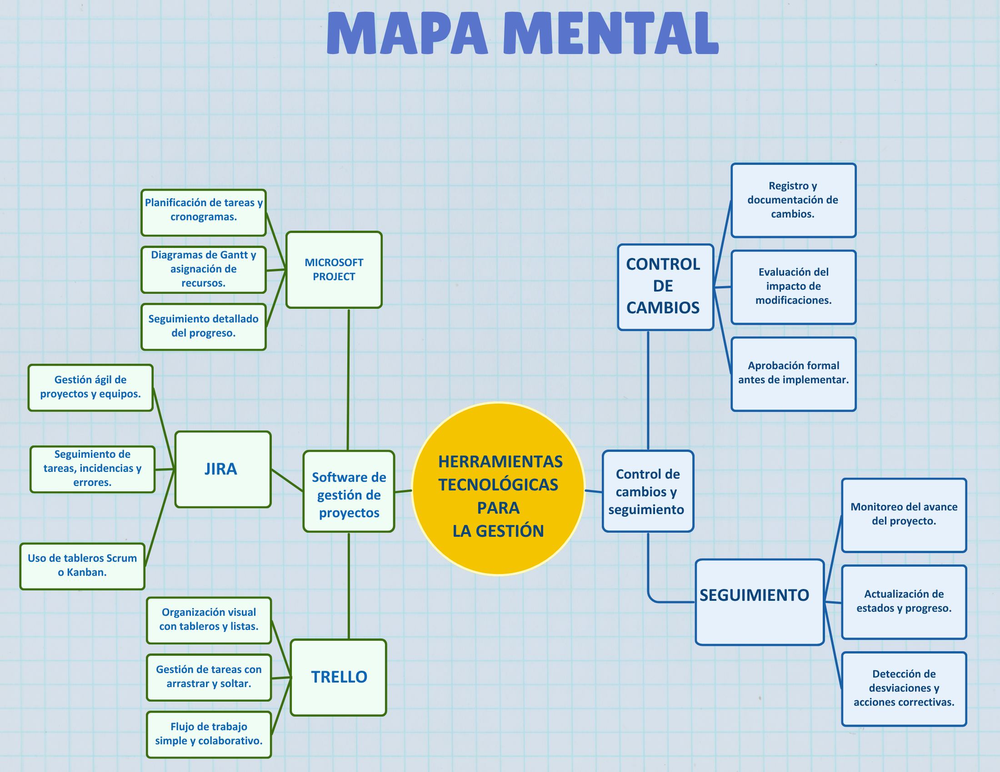 MAPA MENTAL
Planificación de tareas y
cronogramas.
Diagramas de Gantt y
asignación de
recursos.
Seguimiento detallado
del progreso.
MICROSOFT
PROJECT
Gestión ágil de
proyectos y equipos.
Seguimiento de
tareas, incidencias y
errores.
Uso de tableros Scrum
o Kanban.
JIRA
Software de
gestión de
proyectos
Organización visual
con tableros y listas.
Gestión de tareas con
arrastrar y soltar.
Flujo de trabajo
simple y colaborativo.
TRELLO
HERRAMIENTAS
TECNOLÓGICAS
PARA
LA GESTIÓN
Control de
cambios y
seguimiento
CONTROL
DE
CAMBIOS
Registro y
documentación de
cambios.
Evaluación del
impacto de
modificaciones.
Aprobación formal
antes de implementar.
SEGUIMIENTO
Monitoreo del avance
del proyecto.
Actualización de
estados y progreso.
Detección de
desviaciones y
acciones correctivas.